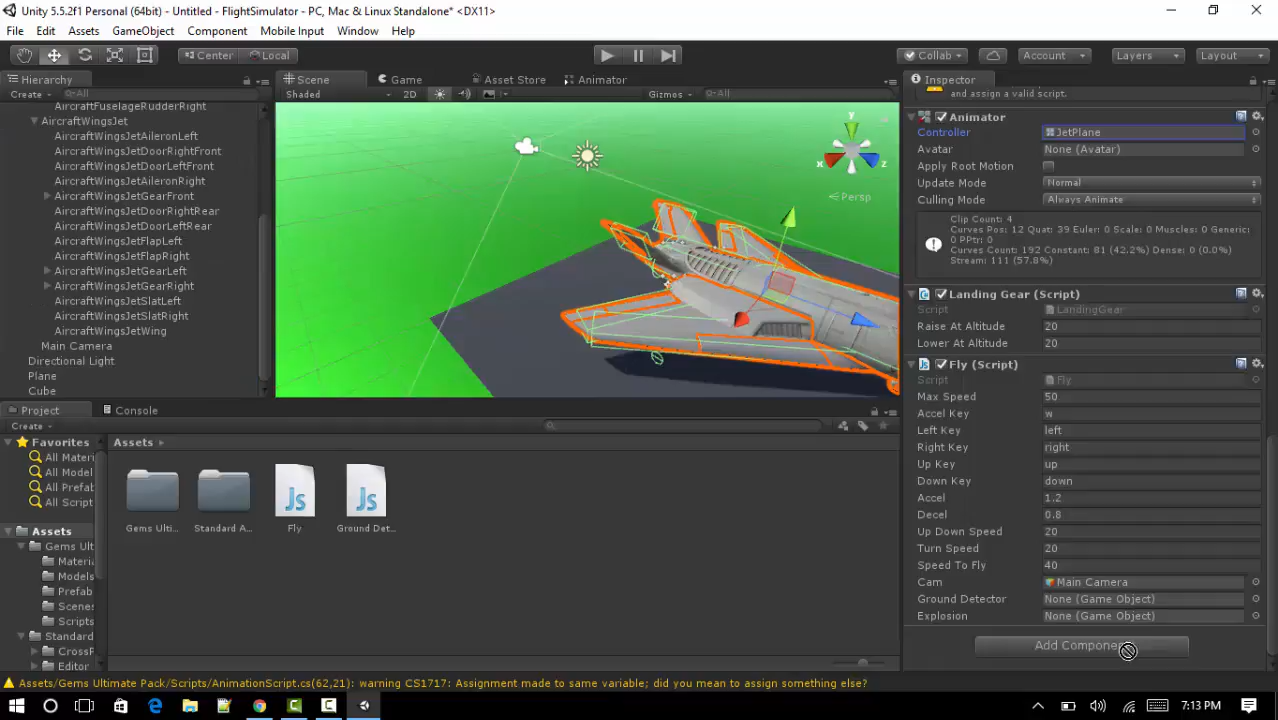 Unity 5.5.2f1 Personal (64bit) - Untitled - FlightSimulator - PC, Mac & Linux Standalone* <DX11>
File Edit Assets GameObject Component Mobile Input Window Help
Center Local Collab Account Layers Layout
Hierarchy
Create All
AircraftFuselageRudderRight
AircraftWingsJet
AircraftWingsJetAileronLeft
AircraftWingsJetDoorRightFront
AircraftWingsJetDoorLeftFront
AircraftWingsJetAileronRight
AircraftWingsJetGearFront
AircraftWingsJetDoorRightRear
AircraftWingsJetDoorLeftRear
AircraftWingsJetFlapLeft
AircraftWingsJetFlapRight
AircraftWingsJetGearLeft
AircraftWingsJetGearRight
AircraftWingsJetSlatLeft
AircraftWingsJetSlatRight
AircraftWingsJetWing
Main Camera
Directional Light
Plane
Cube
Scene Game Asset Store Animator
Shaded 2D Gizmos All
y
x z
Persp
Inspector
and assign a valid script.
Animator
Controller JetPlane
Avatar None (Avatar)
Apply Root Motion
Update Mode Normal
Culling Mode Always Animate
Clip Count: 4
Curves Pos: 12 Quat: 39 Euler: 0 Scale: 0 Muscles: 0 Generic:
0 PPtr: 0
Curves Count: 192 Constant: 81 (42.2%) Dense: 0 (0.0%)
Stream: 111 (57.8%)
Landing Gear (Script)
Script LandingGear
Raise At Altitude 20
Lower At Altitude 20
Fly (Script)
Script Fly
Max Speed 50
Accel Key w
Left Key left
Right Key right
Up Key up
Down Key down
Accel 1.2
Decel 0.8
Up Down Speed 20
Turn Speed 20
Speed To Fly 40
Cam Main Camera
Ground Detector None (Game Object)
Explosion None (Game Object)
Add Component
Project Console
Create
Favorites
All Materi
All Model
All Prefab
All Script
Assets
Gems Ult
Materia
Models
Prefab
Scenes
Scripts
Standard
CrossP
Editor
Assets
Gems Ulti...
Standard A...
Js
Fly
Js
Ground Det...
Assets/Gems Ultimate Pack/Scripts/AnimationScript.cs(62,21): warning CS1717: Assignment made to same variable; did you mean to assign something else?
7:13 PM